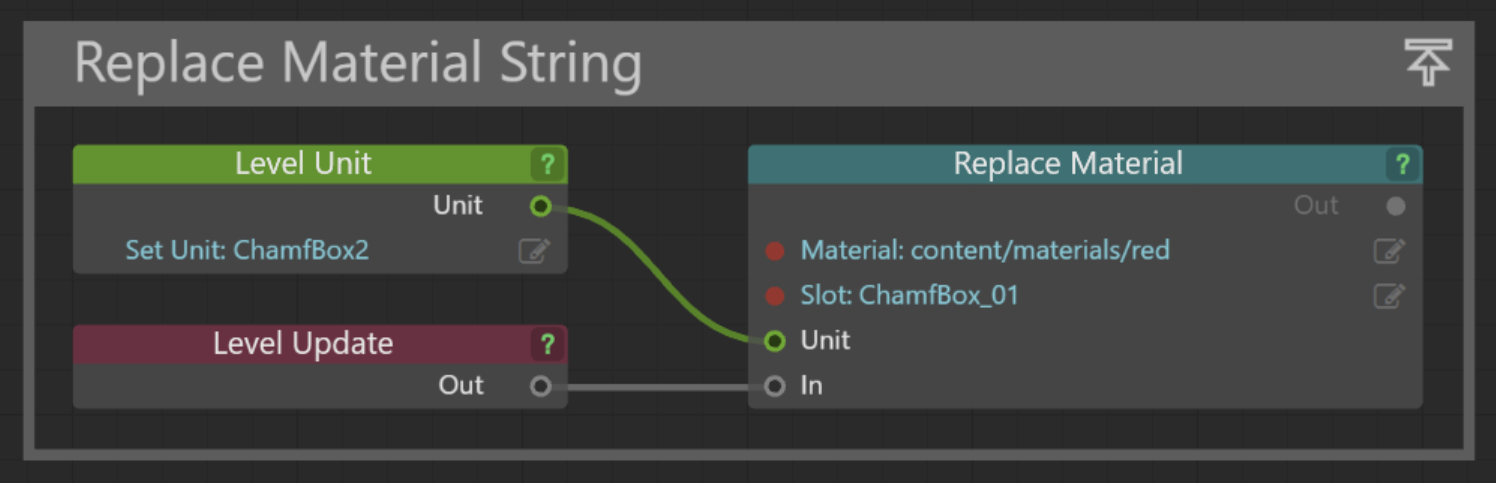 Replace Material String
Level Unit ?
Unit
Set Unit: ChamfBox2
Level Update ?
Out
Replace Material ?
Out
Material: content/materials/red
Slot: ChamfBox_01
Unit
In